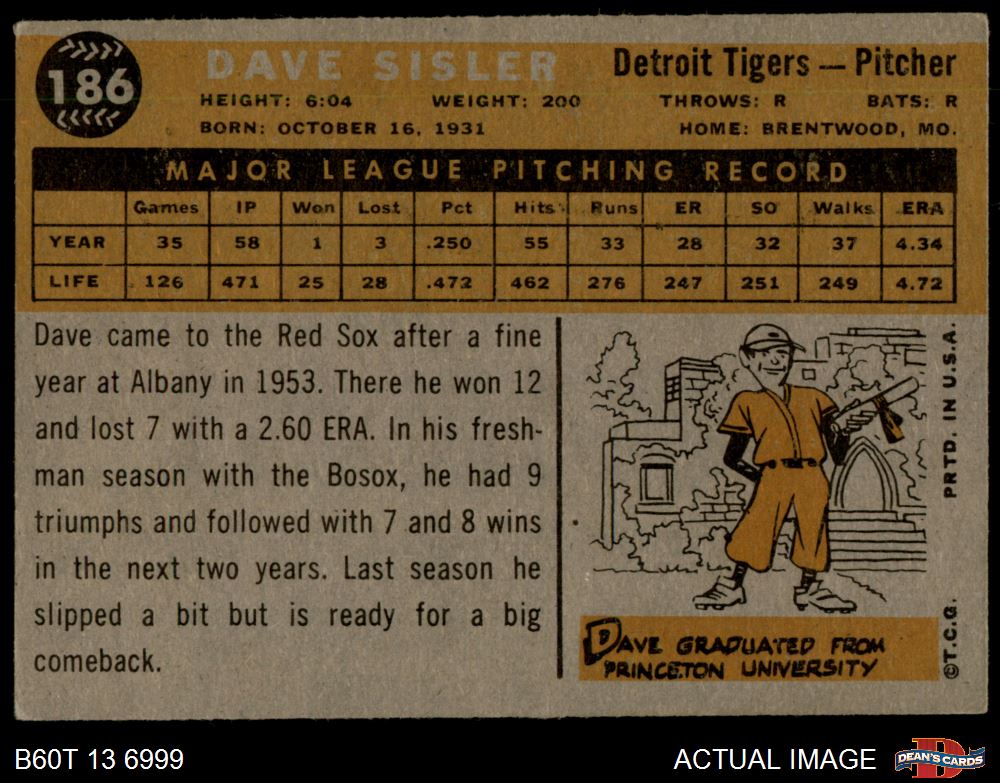 186
DAVE SISLER
Detroit Tigers — Pitcher
HEIGHT: 6:04 WEIGHT: 200 THROWS: R BATS: R
BORN: OCTOBER 16, 1931 HOME: BRENTWOOD, MO.
MAJOR LEAGUE PITCHING RECORD
Games IP Won Lost Pct Hits Runs ER SO Walks ERA
YEAR 35 58 1 3 .250 55 33 28 32 37 4.34
LIFE 126 471 25 28 .472 462 276 247 251 249 4.72
Dave came to the Red Sox after a fine
year at Albany in 1953. There he won 12
and lost 7 with a 2.60 ERA. In his fresh-
man season with the Bosox, he had 9
triumphs and followed with 7 and 8 wins
in the next two years. Last season he
slipped a bit but is ready for a big
comeback.
DAVE GRADUATED FROM
PRINCETON UNIVERSITY
©T.C.G. PRTD. IN U.S.A.
B60T 13 6999
ACTUAL IMAGE
D
DEAN'S CARDS